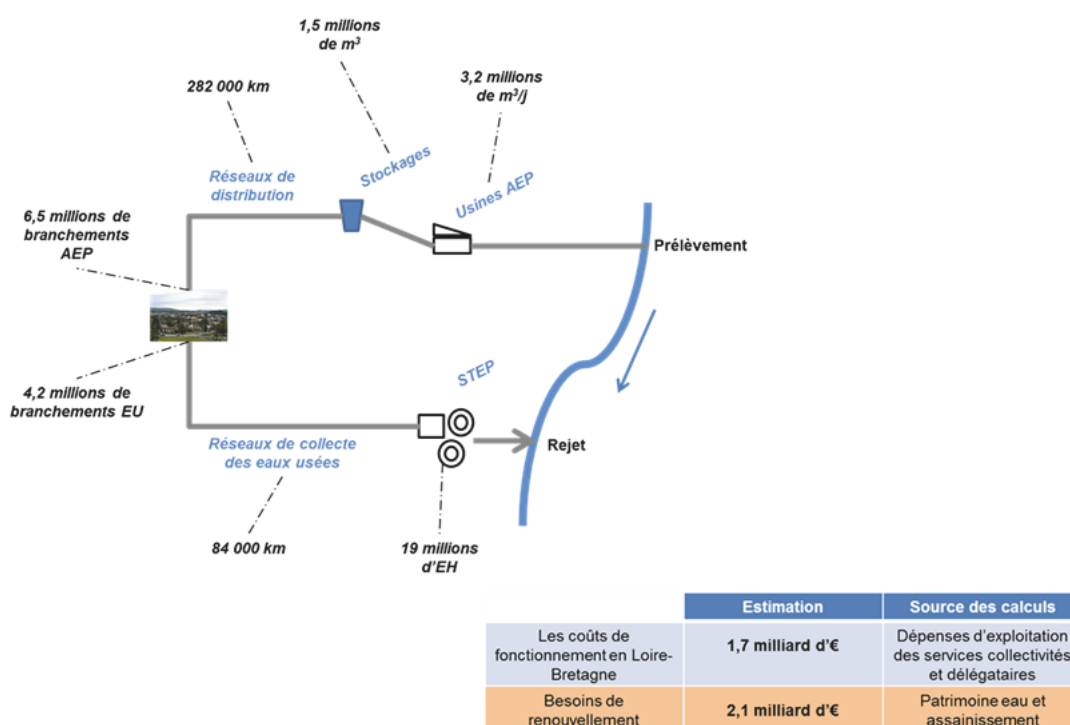 1,5 millions
de m³
3,2 millions
de m³/j
282 000 km
Stockages
Réseaux de
distribution
Usines AEP
6,5 millions de
branchements
AEP
Prélèvement
STEP
4,2 millions de
branchements EU
Réseaux de collecte
des eaux usées
Rejet
84 000 km
19 millions
d'EH
Estimation
Source des calculs
Les coûts de
fonctionnement en Loire-
Bretagne
1,7 milliard d'€
Dépenses d'exploitation
des services collectivités
et délégataires
Besoins de
renouvellement
2,1 milliard d'€
Patrimoine eau et
assainissement